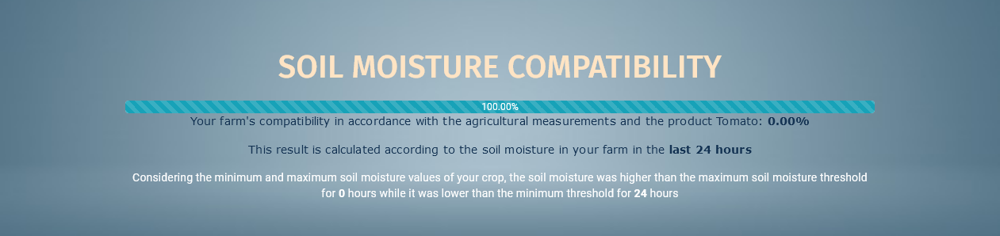 SOIL MOISTURE COMPATIBILITY
100.00%
Your farm's compatibility in accordance with the agricultural measurements and the product Tomato: 0.00%
This result is calculated according to the soil moisture in your farm in the last 24 hours
Considering the minimum and maximum soil moisture values of your crop, the soil moisture was higher than the maximum soil moisture threshold
for 0 hours while it was lower than the minimum threshold for 24 hours